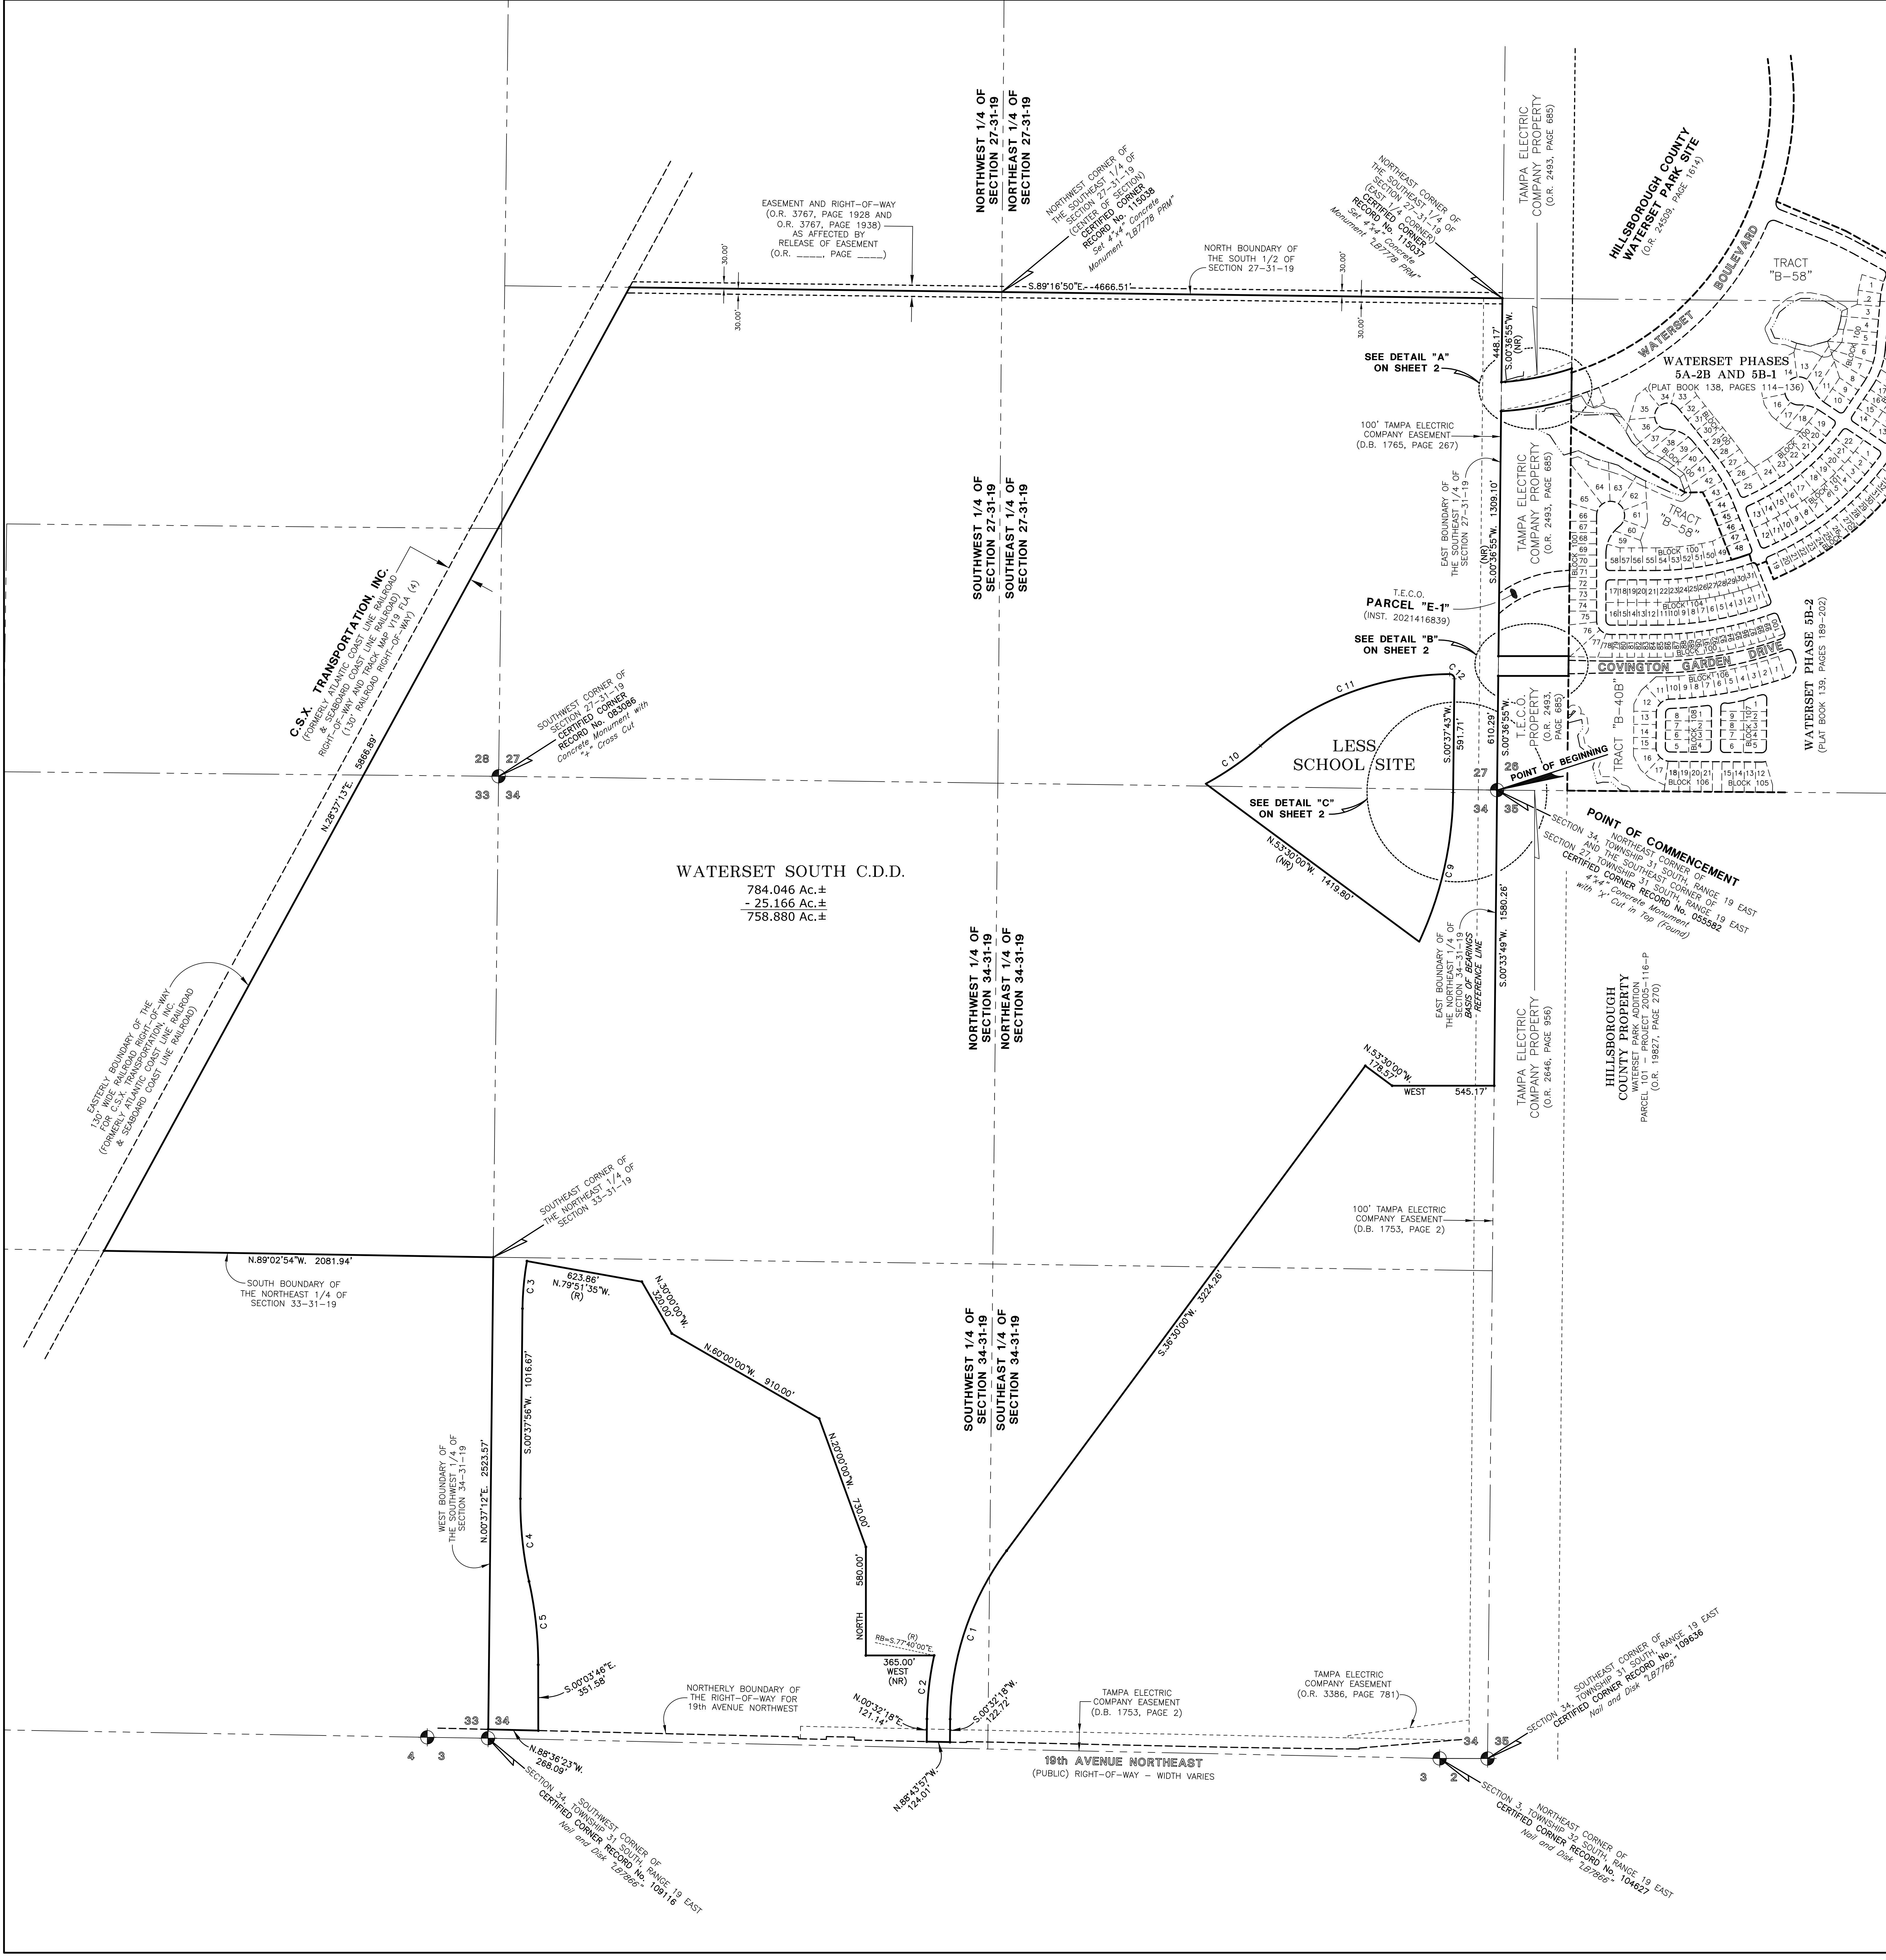 NORTHWEST 1/4 OF
SECTION 27-31-19
NORTHEAST 1/4 OF
SECTION 27-31-19
EASEMENT AND RIGHT-OF-WAY
(O.R. 3767, PAGE 1928 AND
O.R. 3767, PAGE 1938)
AS AFFECTED BY
RELEASE OF EASEMENT
(O.R. ____, PAGE ____)
30.00'
30.00'
NORTHWEST CORNER OF
THE SOUTHEAST 1/4 OF
SECTION 27-31-19
(CENTER OF SECTION)
CERTIFIED CORNER
RECORD No. 115038
Set 4"x4" Concrete
Monument "LB7778 PRM"
NORTH BOUNDARY OF
THE SOUTH 1/2 OF
SECTION 27-31-19
S.89°16'50"E. 4666.51'
30.00'
30.00'
NORTHEAST CORNER OF
THE SOUTHEAST 1/4 OF
SECTION 27-31-19
(EAST 1/4 CORNER)
CERTIFIED CORNER
RECORD No. 115037
Set 4"x4" Concrete
Monument "LB7778 PRM"
TAMPA ELECTRIC
COMPANY PROPERTY
(O.R. 2493, PAGE 685)
HILLSBOROUGH COUNTY
WATERSET PARK SITE
(O.R. 24509, PAGE 1614)
WATERSET BOULEVARD
TRACT
"B-58"
WATERSET PHASES
5A-2B AND 5B-1
(PLAT BOOK 138, PAGES 114-136)
448.17'
S.00°36'55"W.
(NR)
SEE DETAIL "A"
ON SHEET 2
100' TAMPA ELECTRIC
COMPANY EASEMENT
(D.B. 1765, PAGE 267)
EAST BOUNDARY OF
THE SOUTHEAST 1/4 OF
SECTION 27-31-19
(NR)
S.00°36'55"W. 1309.10'
TAMPA ELECTRIC
COMPANY PROPERTY
(O.R. 2493, PAGE 685)
TRACT
"B-58"
BLOCK 100
BLOCK 104
T.E.C.O.
PARCEL "E-1"
(INST. 2021416839)
SEE DETAIL "B"
ON SHEET 2
COVINGTON GARDEN DRIVE
WATERSET PHASE 5B-2
(PLAT BOOK 139, PAGES 189-202)
BLOCK 106
TRACT "B-40B"
18 19 20 21
BLOCK 106
15 14 13 12
BLOCK 105
T.E.C.O.
PROPERTY
(O.R. 2493,
PAGE 685)
610.29'
S.00°36'55"W.
SOUTHWEST 1/4 OF
SECTION 27-31-19
SOUTHEAST 1/4 OF
SECTION 27-31-19
C.S.X. TRANSPORTATION, INC.
(FORMERLY ATLANTIC COAST LINE RAILROAD
& SEABOARD COAST LINE RAILROAD)
RIGHT-OF-WAY AND TRACK MAP V19 FLA (4)
(130' RAILROAD RIGHT-OF-WAY)
N.28°37'13"E. 5866.89'
SOUTHWEST CORNER OF
SECTION 27-31-19
CERTIFIED CORNER
RECORD No. 083086
Concrete Monument with
"+" Cross Cut
28 27
33 34
C 10
C 11
C 12
LESS
SCHOOL SITE
S.00°37'43"W.
591.71'
SEE DETAIL "C"
ON SHEET 2
N.53°30'00"W. 1419.80'
(NR)
C 9
27 26
34 35
POINT OF BEGINNING
POINT OF COMMENCEMENT
NORTHEAST CORNER OF
SECTION 34, TOWNSHIP 31 SOUTH, RANGE 19 EAST
AND THE SOUTHEAST CORNER OF
SECTION 27, TOWNSHIP 31 SOUTH, RANGE 19 EAST
CERTIFIED CORNER RECORD No. 055582
4"x4" Concrete Monument
with "X" Cut in Top (Found)
WATERSET SOUTH C.D.D.
784.046 Ac.±
- 25.166 Ac.±
758.880 Ac.±
NORTHWEST 1/4 OF
SECTION 34-31-19
NORTHEAST 1/4 OF
SECTION 34-31-19
EAST BOUNDARY OF
THE NORTHEAST 1/4 OF
SECTION 34-31-19
BASIS OF BEARINGS
REFERENCE LINE
S.00°33'49"W. 1580.26'
TAMPA ELECTRIC
COMPANY PROPERTY
(O.R. 2646, PAGE 956)
HILLSBOROUGH
COUNTY PROPERTY
WATERSET PARK ADDITION
PARCEL 101 - PROJECT 2005-116-P
(O.R. 19827, PAGE 270)
N.53°30'00"W.
178.57'
WEST 545.17'
EASTERLY BOUNDARY OF THE
130' WIDE RAILROAD RIGHT-OF-WAY
FOR C.S.X. TRANSPORTATION, INC.
(FORMERLY ATLANTIC COAST LINE RAILROAD
& SEABOARD COAST LINE RAILROAD)
SOUTHEAST CORNER OF
THE NORTHEAST 1/4 OF
SECTION 33-31-19
N.89°02'54"W. 2081.94'
SOUTH BOUNDARY OF
THE NORTHEAST 1/4 OF
SECTION 33-31-19
100' TAMPA ELECTRIC
COMPANY EASEMENT
(D.B. 1753, PAGE 2)
S.36°30'00"W. 3224.26'
C 3
623.86'
N.79°51'35"W.
(R)
N.30°00'00"W.
320.00'
N.60°00'00"W. 910.00'
N.20°00'00"W. 730.00'
S.00°37'56"W. 1016.67'
SOUTHWEST 1/4 OF
SECTION 34-31-19
SOUTHEAST 1/4 OF
SECTION 34-31-19
WEST BOUNDARY OF
THE SOUTHWEST 1/4 OF
SECTION 34-31-19
N.00°37'12"E. 2523.57'
C 4
C 5
NORTH 580.00'
(R)
RB=S.77°40'00"E.
365.00'
WEST
(NR)
C 1
C 2
S.00°03'46"E.
351.58'
N.00°32'18"E.
121.14'
S.00°32'18"W.
122.72'
NORTHERLY BOUNDARY OF
THE RIGHT-OF-WAY FOR
19th AVENUE NORTHWEST
TAMPA ELECTRIC
COMPANY EASEMENT
(D.B. 1753, PAGE 2)
TAMPA ELECTRIC
COMPANY EASEMENT
(O.R. 3386, PAGE 781)
33 34
4 3
N.88°36'23"W.
268.09'
N.88°43'57"W.
124.01'
19th AVENUE NORTHEAST
(PUBLIC) RIGHT-OF-WAY - WIDTH VARIES
34 35
3 2
SOUTHEAST CORNER OF
SECTION 34, TOWNSHIP 31 SOUTH, RANGE 19 EAST
CERTIFIED CORNER RECORD No. 109636
Nail and Disk "LB7768"
SOUTHWEST CORNER OF
SECTION 34, TOWNSHIP 31 SOUTH, RANGE 19 EAST
CERTIFIED CORNER RECORD No. 109116
Nail and Disk "LB7866"
NORTHEAST CORNER OF
SECTION 3, TOWNSHIP 32 SOUTH, RANGE 19 EAST
CERTIFIED CORNER RECORD No. 104627
Nail and Disk "LB7866"